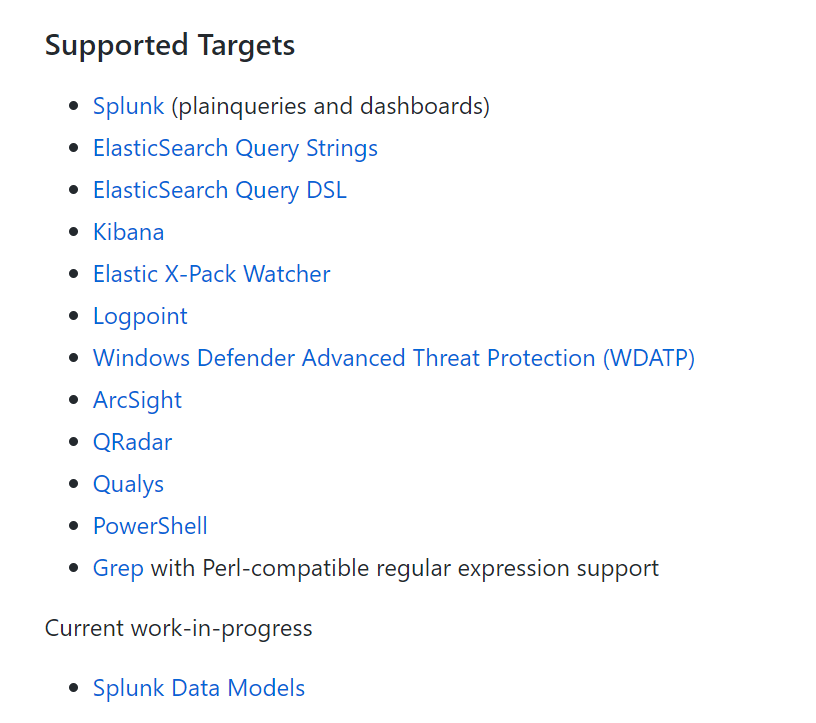 Supported Targets
Splunk (plainqueries and dashboards)
ElasticSearch Query Strings
ElasticSearch Query DSL
Kibana
Elastic X-Pack Watcher
Logpoint
Windows Defender Advanced Threat Protection (WDATP)
ArcSight
QRadar
Qualys
PowerShell
Grep with Perl-compatible regular expression support
Current work-in-progress
Splunk Data Models